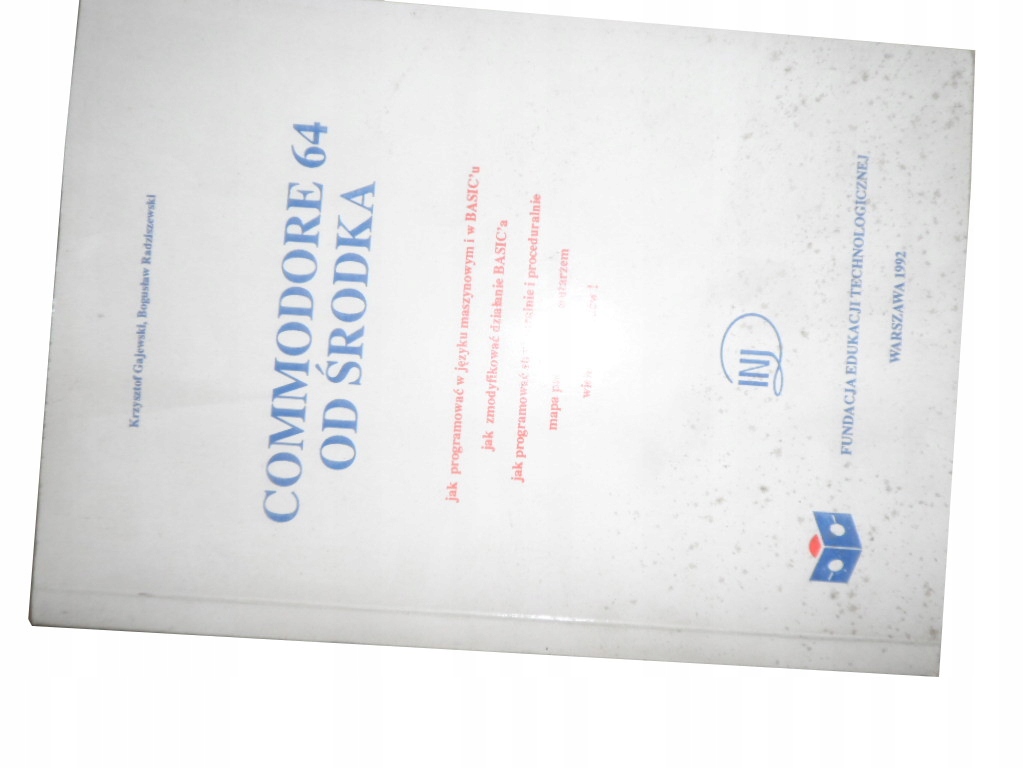 Krzysztof Gajewski, Bogusław Radziszewski
COMMODORE 64
OD ŚRODKA
jak programować w języku maszynowym i w BASIC'u
jak zmodyfikować działanie BASIC'a
jak programować i proceduralnie
mapa
INJ
FUNDACJA EDUKACJI TECHNOLOGICZNEJ
WARSZAWA 1992